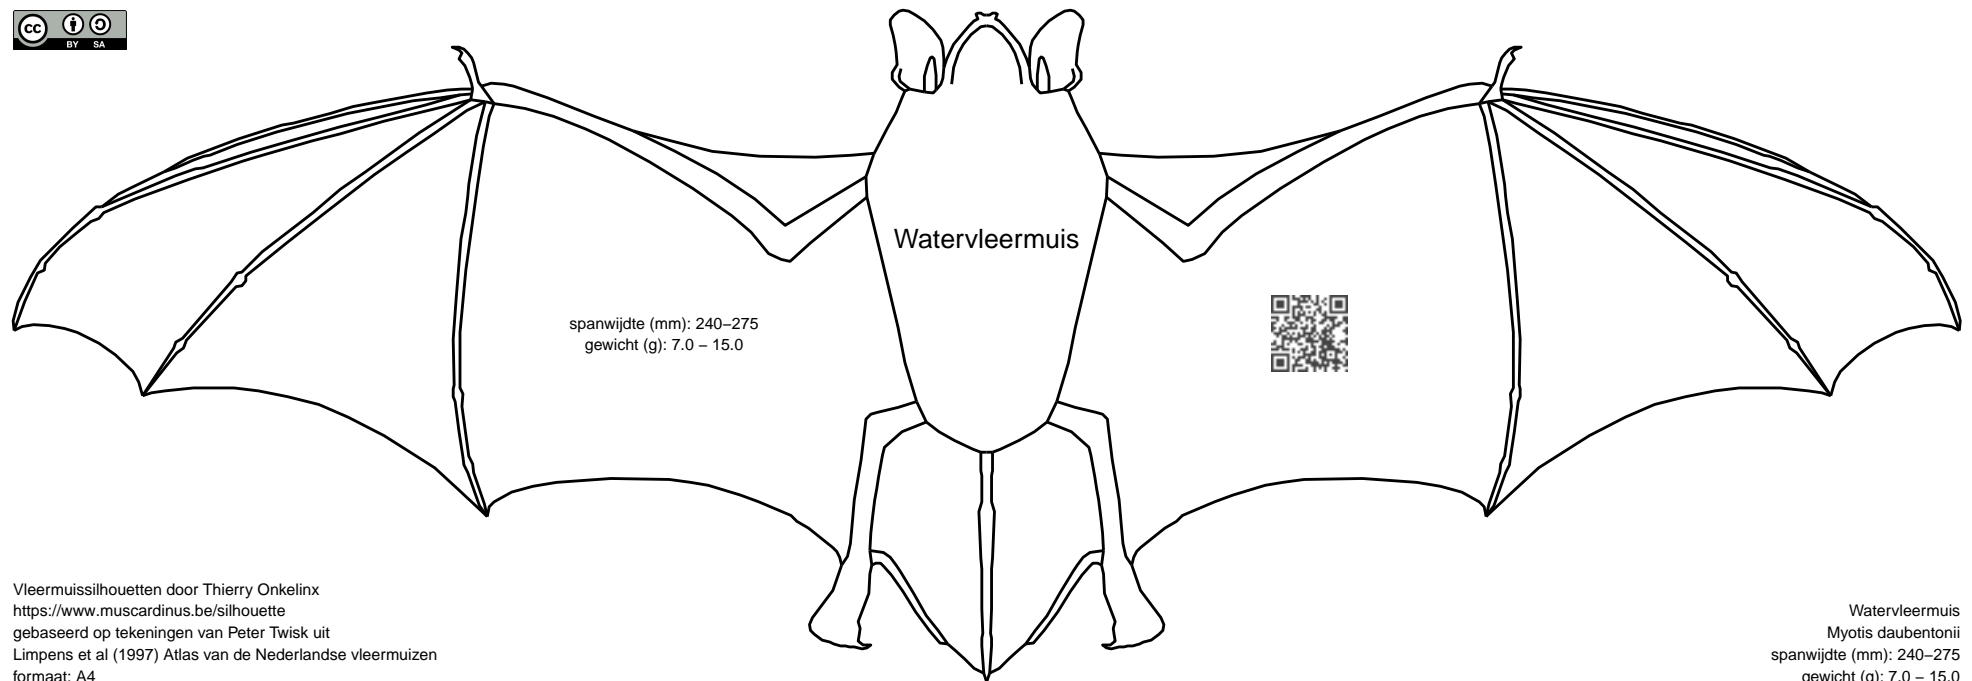 cc
BY SA
Watervleermuis
spanwijdte (mm): 240–275
gewicht (g): 7.0 – 15.0
Vleermuissilhouetten door Thierry Onkelinx
https://www.muscardinus.be/silhouette
gebaseerd op tekeningen van Peter Twisk uit
Limpens et al (1997) Atlas van de Nederlandse vleermuizen
formaat: A4
Watervleermuis
Myotis daubentonii
spanwijdte (mm): 240–275
gewicht (g): 7.0 – 15.0